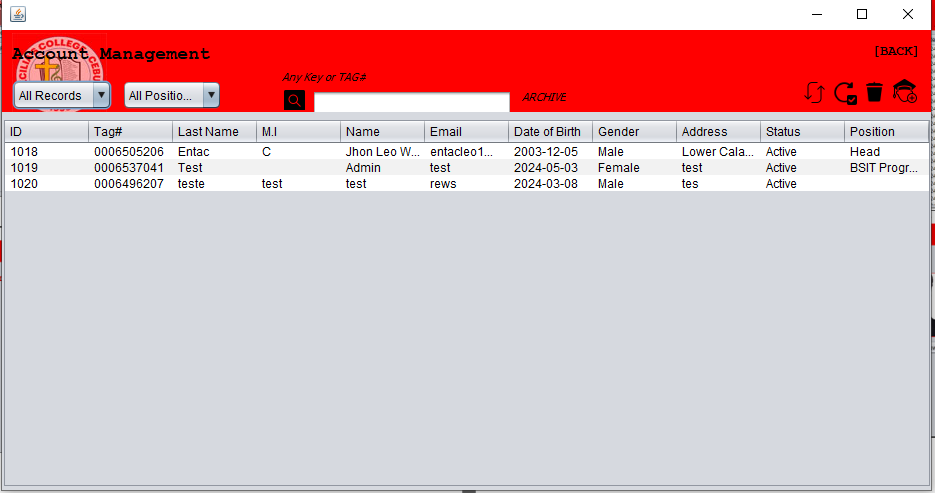 Account Management
[BACK]
CILIAN COLLEGE CEBU
Any Key or TAG#
All Records
All Positio...
ARCHIVE
ID Tag# Last Name M.I Name Email Date of Birth Gender Address Status Position
1018 0006505206 Entac C Jhon Leo W... entacleo1... 2003-12-05 Male Lower Cala... Active Head
1019 0006537041 Test Admin test 2024-05-03 Female test Active BSIT Progr...
1020 0006496207 teste test test rews 2024-03-08 Male tes Active